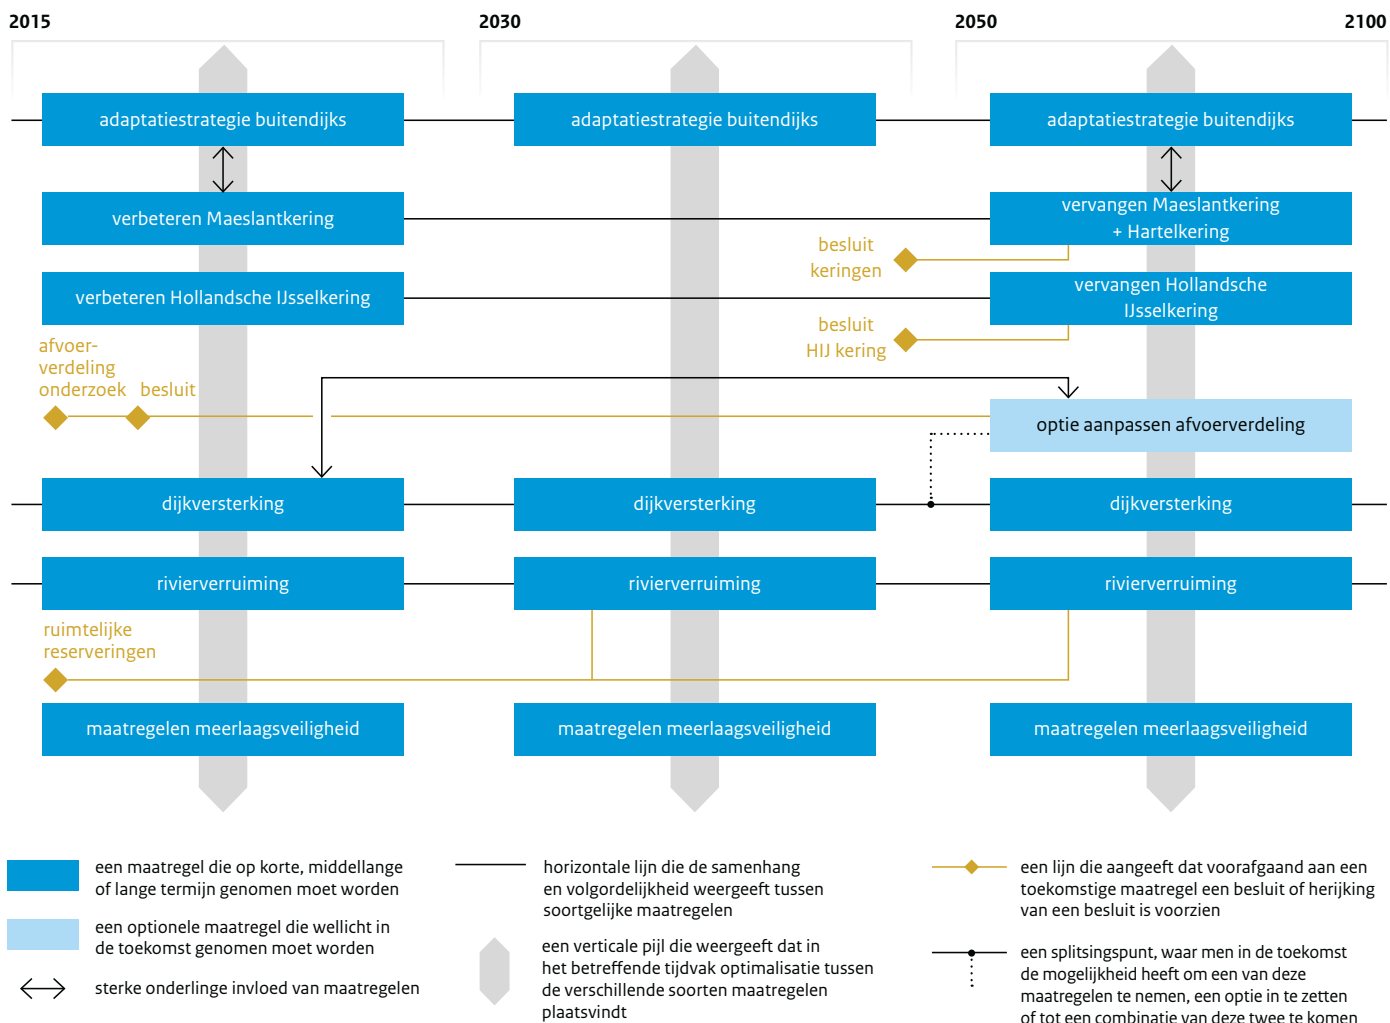 2015
2030
2050
2100
adaptatiestrategie buitendijks
adaptatiestrategie buitendijks
adaptatiestrategie buitendijks
verbeteren Maeslantkering
vervangen Maeslantkering
+ Hartelkering
besluit
keringen
verbeteren Hollandsche IJsselkering
vervangen Hollandsche
IJsselkering
besluit
HIJ kering
afvoer-
verdeling
onderzoek
besluit
optie aanpassen afvoerverdeling
dijkversterking
dijkversterking
dijkversterking
rivierverruiming
rivierverruiming
rivierverruiming
ruimtelijke
reserveringen
maatregelen meerlaagsveiligheid
maatregelen meerlaagsveiligheid
maatregelen meerlaagsveiligheid
een maatregel die op korte, middellange
of lange termijn genomen moet worden
een optionele maatregel die wellicht in
de toekomst genomen moet worden
sterke onderlinge invloed van maatregelen
horizontale lijn die de samenhang
en volgordelijkheid weergeeft tussen
soortgelijke maatregelen
een verticale pijl die weergeeft dat in
het betreffende tijdvak optimalisatie tussen
de verschillende soorten maatregelen
plaatsvindt
een lijn die aangeeft dat voorafgaand aan een
toekomstige maatregel een besluit of herijking
van een besluit is voorzien
een splitsingspunt, waar men in de toekomst
de mogelijkheid heeft om een van deze
maatregelen te nemen, een optie in te zetten
of tot een combinatie van deze twee te komen